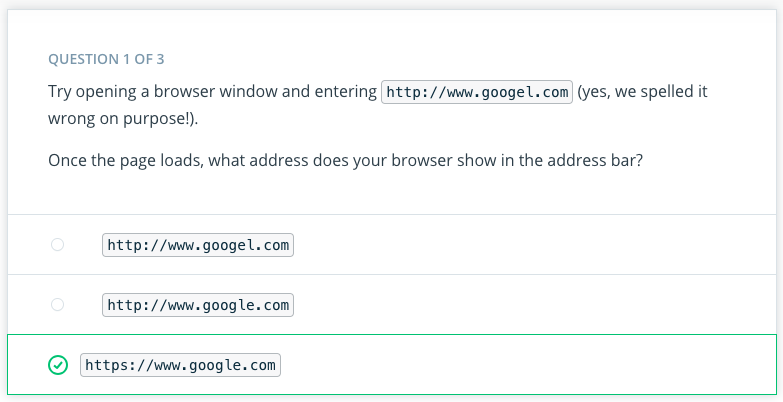 QUESTION 1 OF 3
Try opening a browser window and entering http://www.googel.com (yes, we spelled it
wrong on purpose!).
Once the page loads, what address does your browser show in the address bar?
http://www.googel.com
http://www.google.com
https://www.google.com